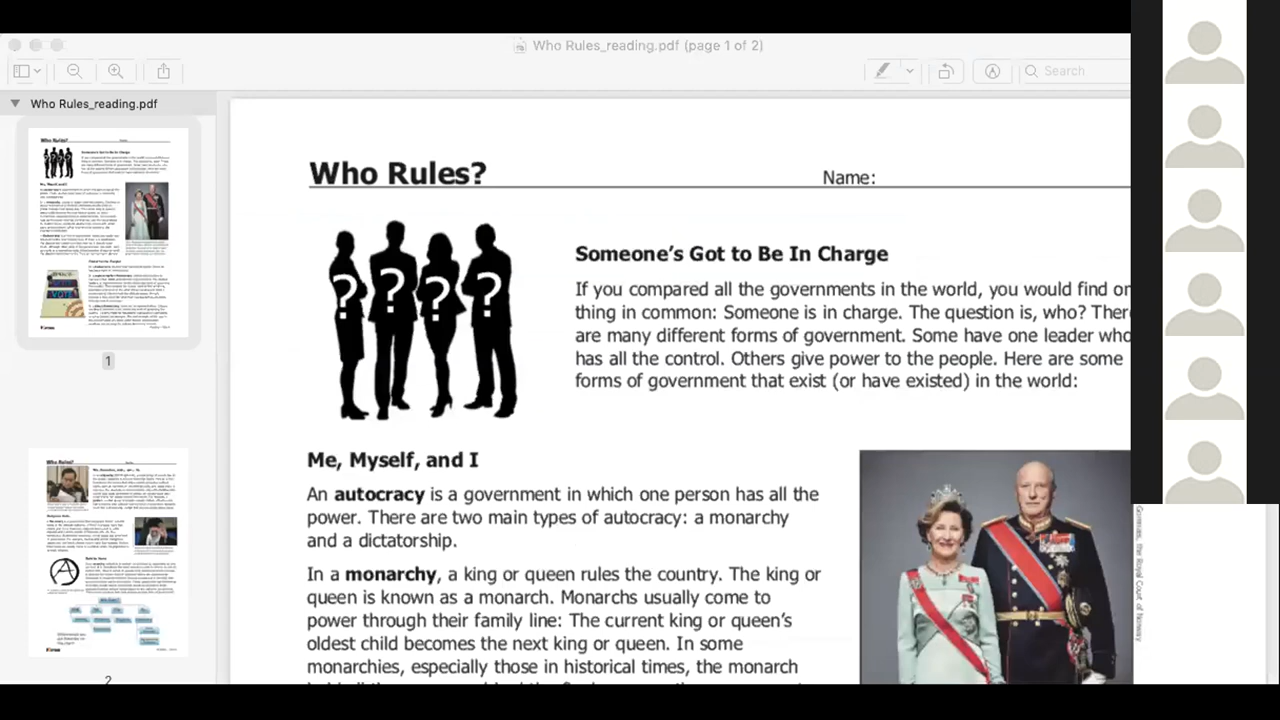 Who Rules_reading.pdf (page 1 of 2)
Search
Who Rules_reading.pdf
1
2
Who Rules?
Name:
? ? ? ?
Someone's Got to Be in Charge
If you compared all the governments in the world, you would find on
thing in common: Someone is in charge. The question is, who? Ther
are many different forms of government. Some have one leader who
has all the control. Others give power to the people. Here are some
forms of government that exist (or have existed) in the world:
Me, Myself, and I
An autocracy is a government in which one person has all the
power. There are two main types of autocracy: a monarchy
and a dictatorship.
In a monarchy a king or queen rules the country. The king or
queen is known as a monarch. Monarchs usually come to
power through their family line: The current king or queen's
oldest child becomes the next king or queen. In some
monarchies, especially those in historical times, the monarch
the Royal Court of Norway